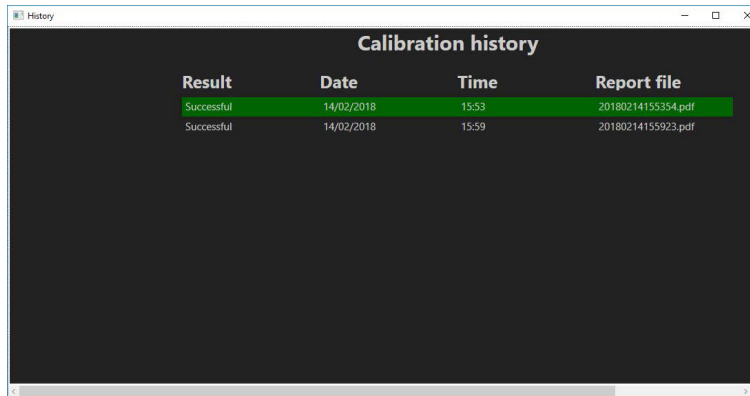 History
Calibration history
Result Date Time Report file
Successful 14/02/2018 15:53 20180214155354.pdf
Successful 14/02/2018 15:59 20180214155923.pdf